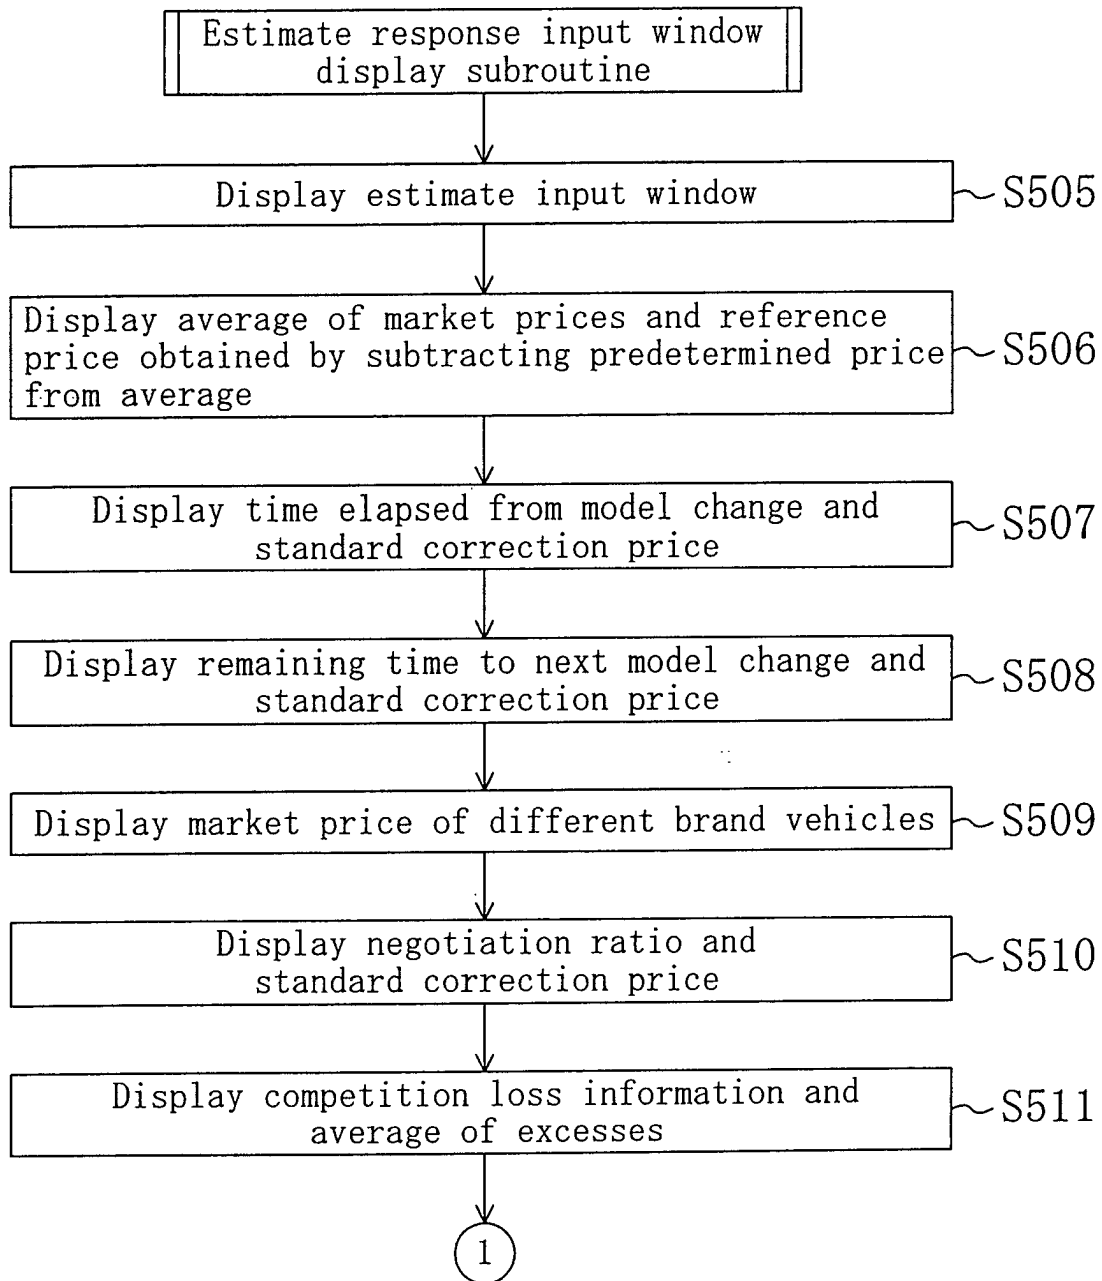 Estimate response input window
display subroutine
Display estimate input window
S505
Display average of market prices and reference
price obtained by subtracting predetermined price
from average
S506
Display time elapsed from model change and
standard correction price
S507
Display remaining time to next model change and
standard correction price
S508
Display market price of different brand vehicles
S509
Display negotiation ratio and
standard correction price
S510
Display competition loss information and
average of excesses
S511
1